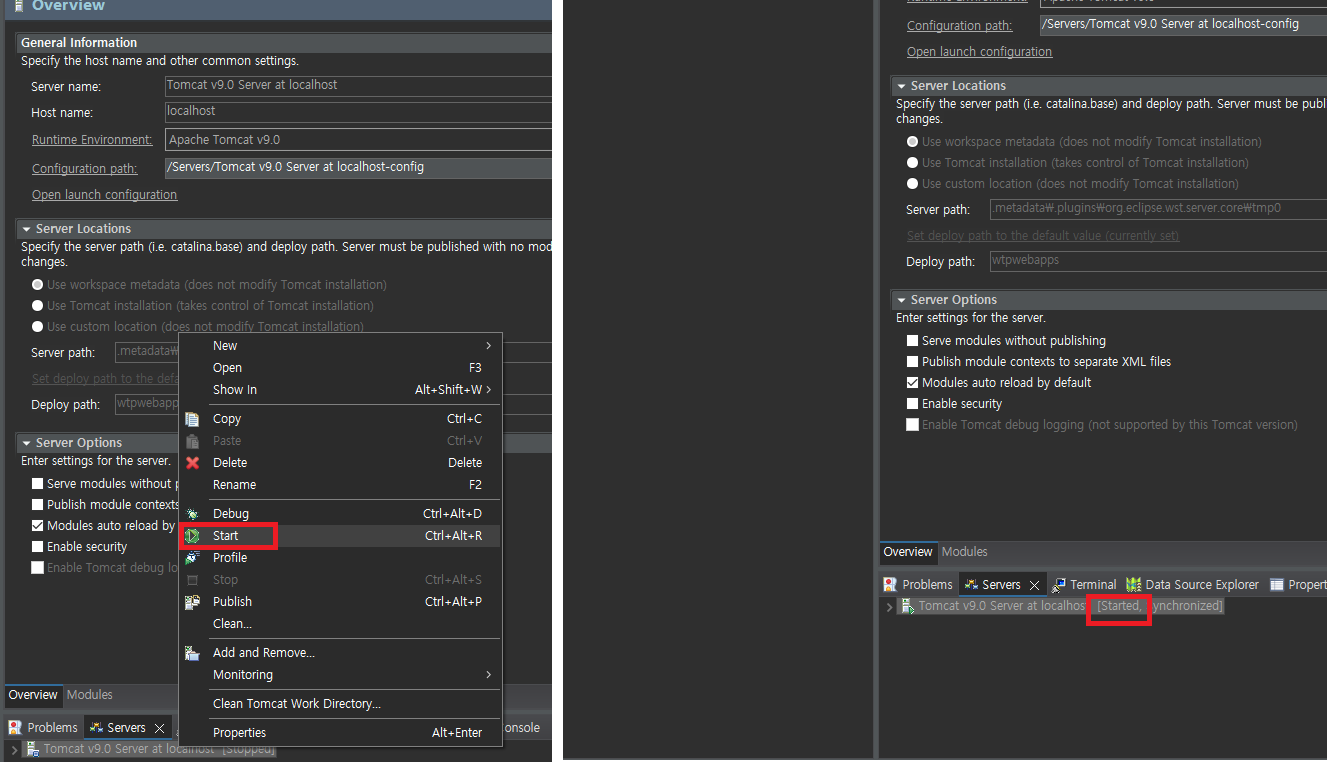 Overview
General Information
Specify the host name and other common settings.
Server name:
Tomcat v9.0 Server at localhost
Host name:
localhost
Runtime Environment:
Apache Tomcat v9.0
Configuration path:
/Servers/Tomcat v9.0 Server at localhost-config
Open launch configuration
Server Locations
Specify the server path (i.e. catalina.base) and deploy path. Server must be published with no mod
changes.
Use workspace metadata (does not modify Tomcat installation)
Use Tomcat installation (takes control of Tomcat installation)
Use custom location (does not modify Tomcat installation)
Server path:
.metadata₩
Set deploy path to the defa
Deploy path:
wtpwebapp
Server Options
Enter settings for the server.
Serve modules without p
Publish module contexts
Modules auto reload by
Enable security
Enable Tomcat debug lo
New
Open F3
Show In Alt+Shift+W
Copy Ctrl+C
Paste Ctrl+V
Delete Delete
Rename F2
Debug Ctrl+Alt+D
Start Ctrl+Alt+R
Profile
Stop Ctrl+Alt+S
Publish Ctrl+Alt+P
Clean...
Add and Remove...
Monitoring
Clean Tomcat Work Directory...
Properties Alt+Enter
Overview Modules
Problems Servers onsole
Tomcat v9.0 Server at localhost [Stopped]
Configuration path:
/Servers/Tomcat v9.0 Server at localhost-config
Open launch configuration
Server Locations
Specify the server path (i.e. catalina.base) and deploy path. Server must be publ
changes.
Use workspace metadata (does not modify Tomcat installation)
Use Tomcat installation (takes control of Tomcat installation)
Use custom location (does not modify Tomcat installation)
Server path:
.metadata₩.plugins₩org.eclipse.wst.server.core₩tmp0
Set deploy path to the default value (currently set)
Deploy path:
wtpwebapps
Server Options
Enter settings for the server.
Serve modules without publishing
Publish module contexts to separate XML files
Modules auto reload by default
Enable security
Enable Tomcat debug logging (not supported by this Tomcat version)
Overview Modules
Problems Servers Terminal Data Source Explorer Propert
Tomcat v9.0 Server at localhost [Started, ynchronized]